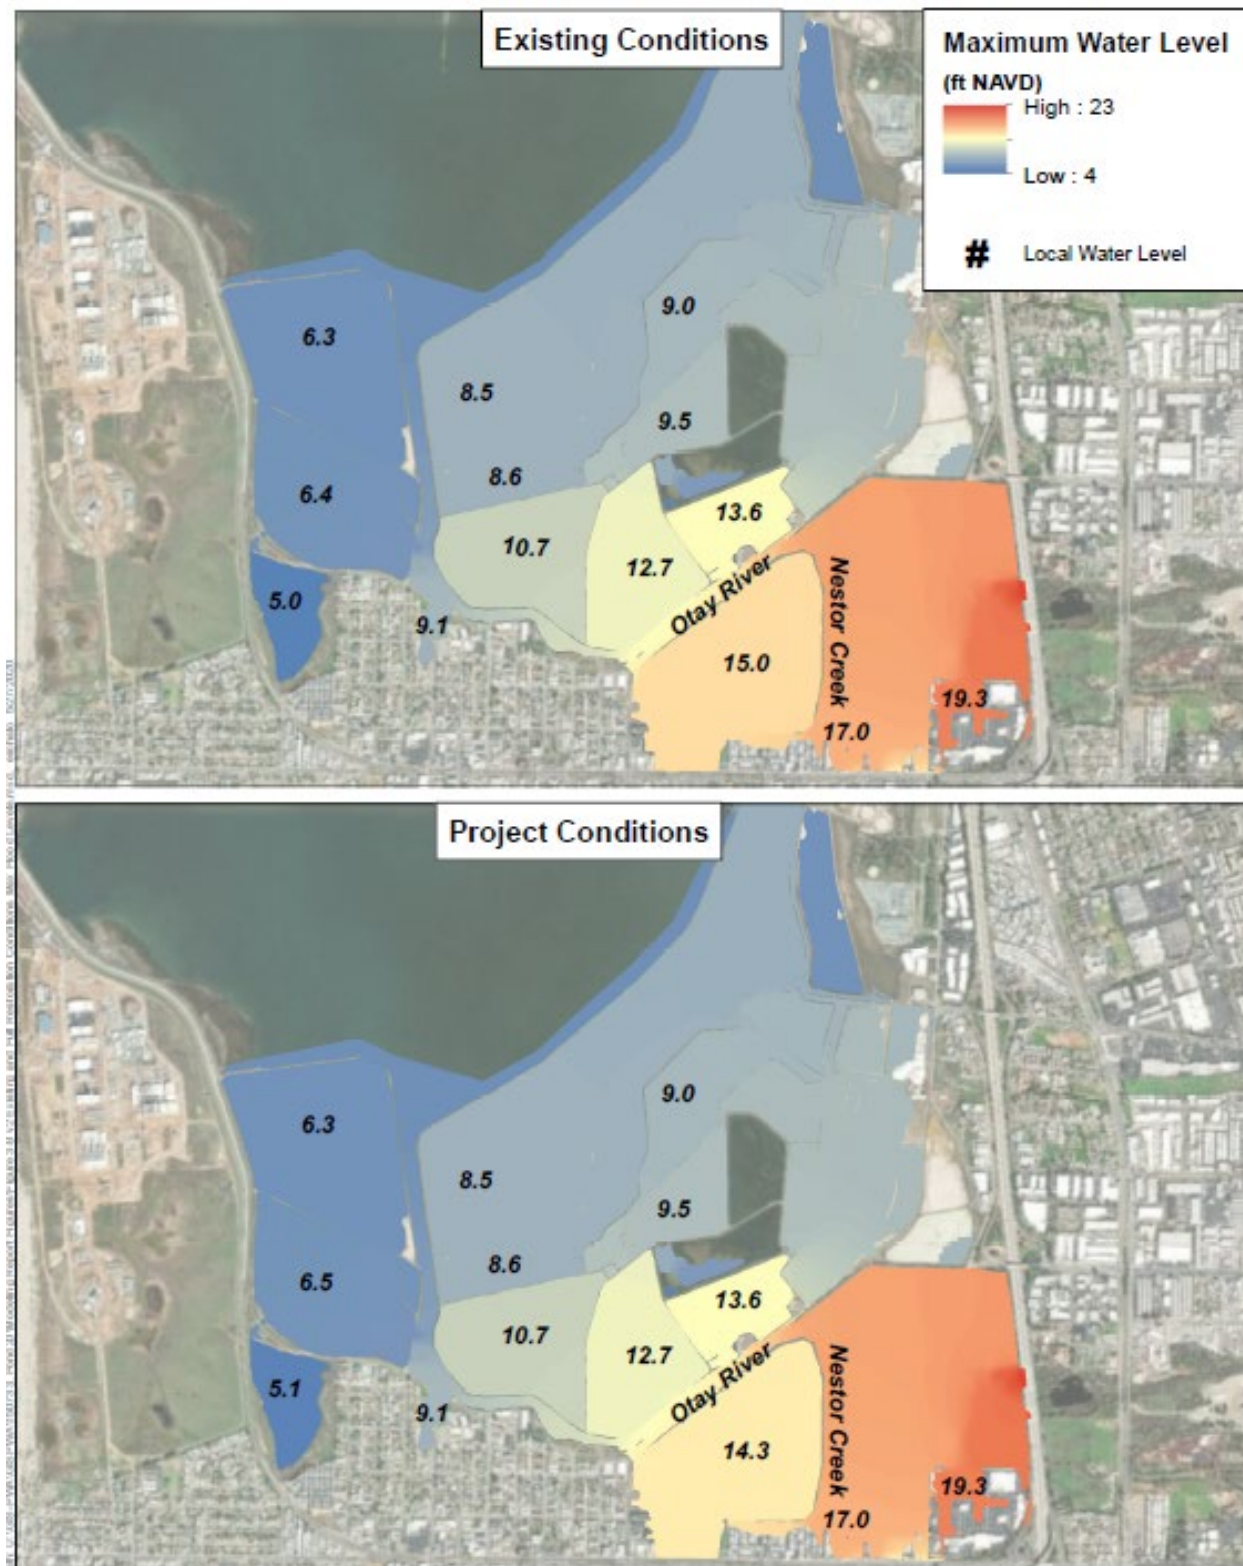 Existing Conditions
Maximum Water Level
(ft NAVD)
High : 23
Low : 4
# Local Water Level
6.3
9.0
8.5
9.5
8.6
6.4
13.6
10.7
12.7
5.0
9.1
Otay River
Nestor Creek
15.0
19.3
17.0
Project Conditions
6.3
9.0
8.5
9.5
8.6
6.5
13.6
10.7
12.7
5.1
9.1
Otay River
Nestor Creek
14.3
19.3
17.0